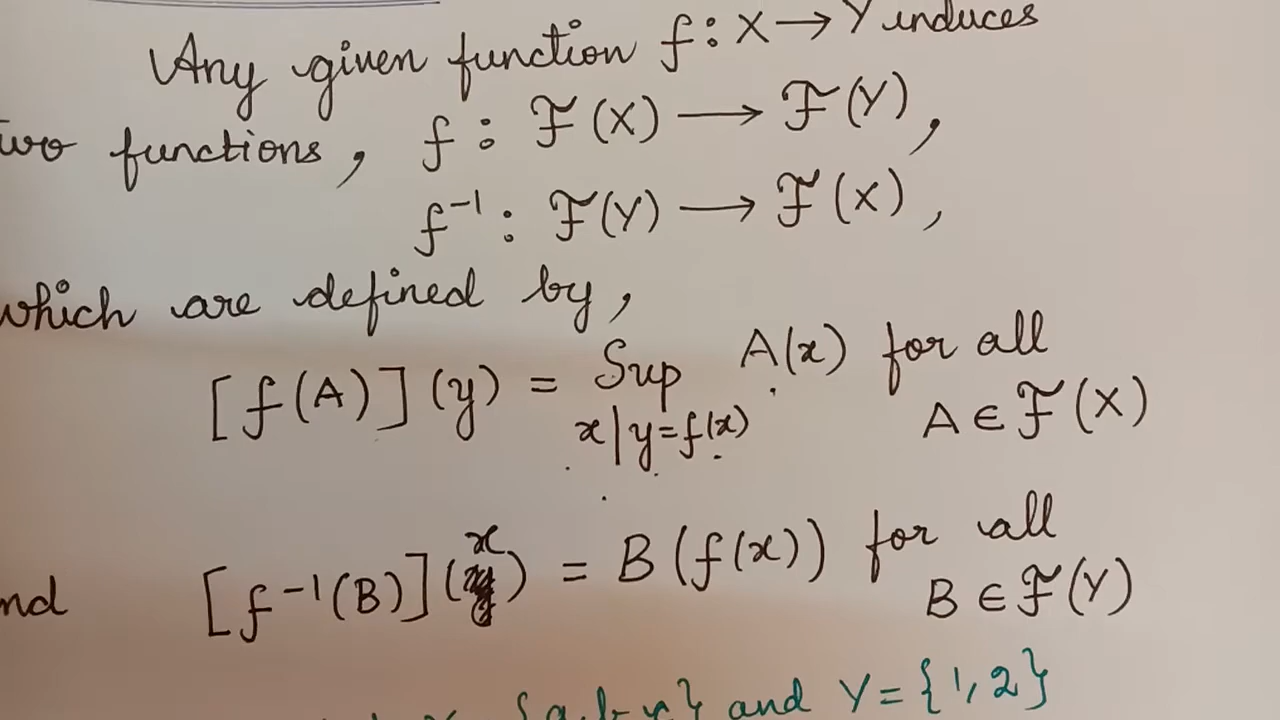 Any given function f : X → Y induces
two functions, f : ℱ(X) → ℱ(Y),
f⁻¹ : ℱ(Y) → ℱ(X),
which are defined by,
[f(A)](y) = Sup A(x) for all
x|y=f(x) A ∈ ℱ(X)
x
nd [f⁻¹(B)]( ) = B(f(x)) for all
B ∈ ℱ(Y)
and Y = {1, 2}